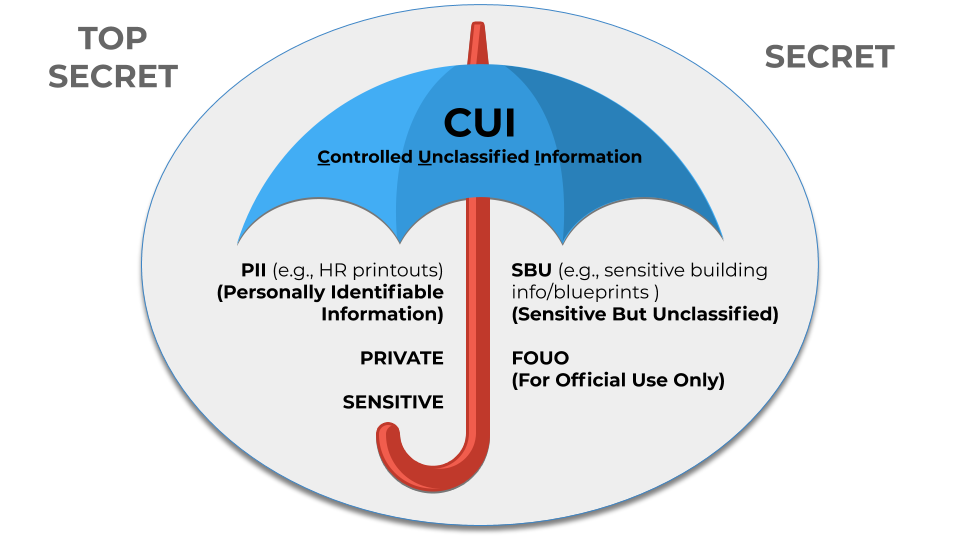 TOP
SECRET
SECRET
CUI
Controlled Unclassified Information
PII (e.g., HR printouts)
(Personally Identifiable
Information)
PRIVATE
SENSITIVE
SBU (e.g., sensitive building
info/blueprints )
(Sensitive But Unclassified)
FOUO
(For Official Use Only)